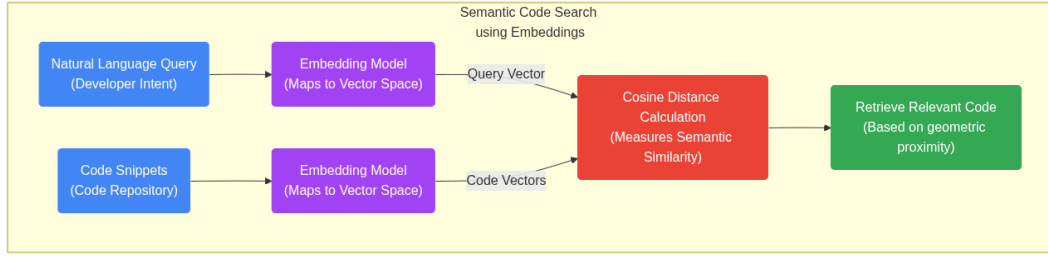 Semantic Code Search
using Embeddings
Natural Language Query
(Developer Intent)
Embedding Model
(Maps to Vector Space)
Query Vector
Code Snippets
(Code Repository)
Embedding Model
(Maps to Vector Space)
Code Vectors
Cosine Distance
Calculation
(Measures Semantic
Similarity)
Retrieve Relevant Code
(Based on geometric
proximity)